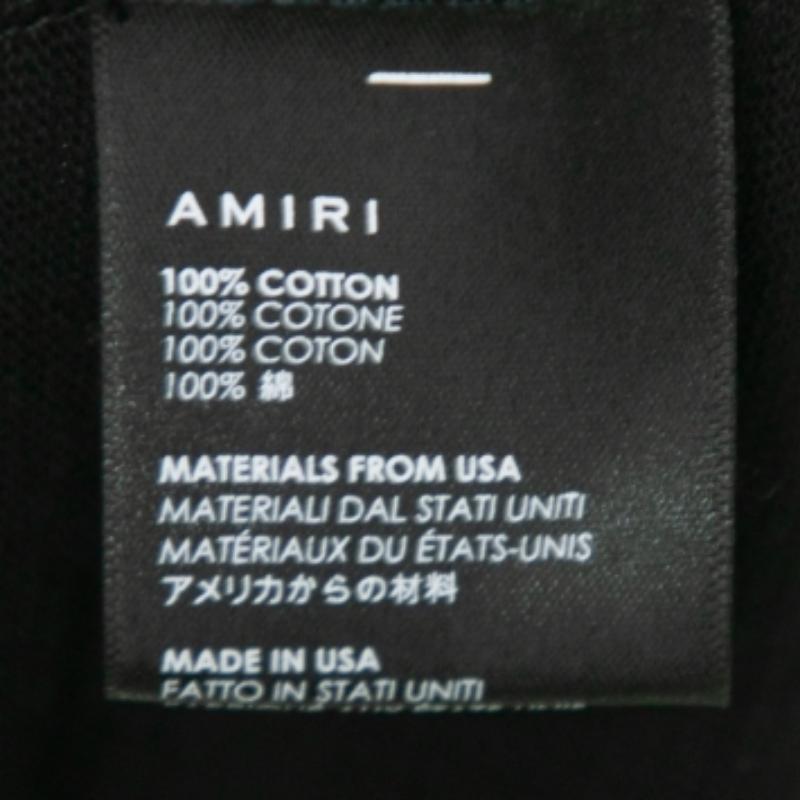 AMIRI
100% COTTON
100% COTONE
100% COTON
100% 綿
MATERIALS FROM USA
MATERIALI DAL STATI UNITI
MATÉRIAUX DU ÉTATS-UNIS
アメリカからの材料
MADE IN USA
FATTO IN STATI UNITI